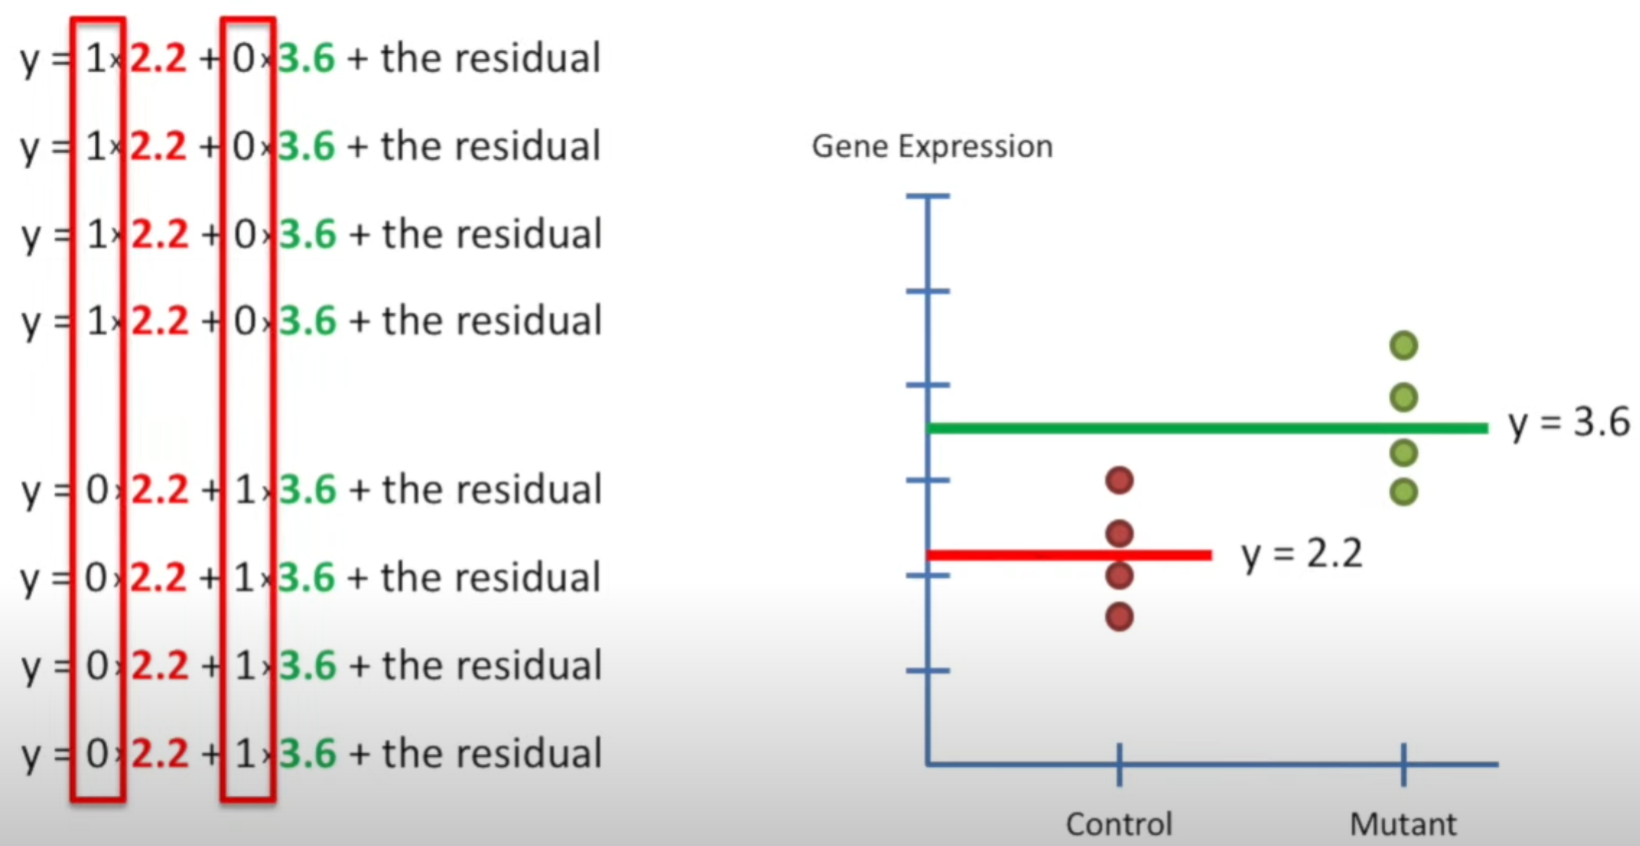 y = 1× 2.2 + 0× 3.6 + the residual
y = 1× 2.2 + 0× 3.6 + the residual
y = 1× 2.2 + 0× 3.6 + the residual
y = 1× 2.2 + 0× 3.6 + the residual
y = 0× 2.2 + 1× 3.6 + the residual
y = 0× 2.2 + 1× 3.6 + the residual
y = 0× 2.2 + 1× 3.6 + the residual
y = 0× 2.2 + 1× 3.6 + the residual
Gene Expression
y = 3.6
y = 2.2
Control
Mutant